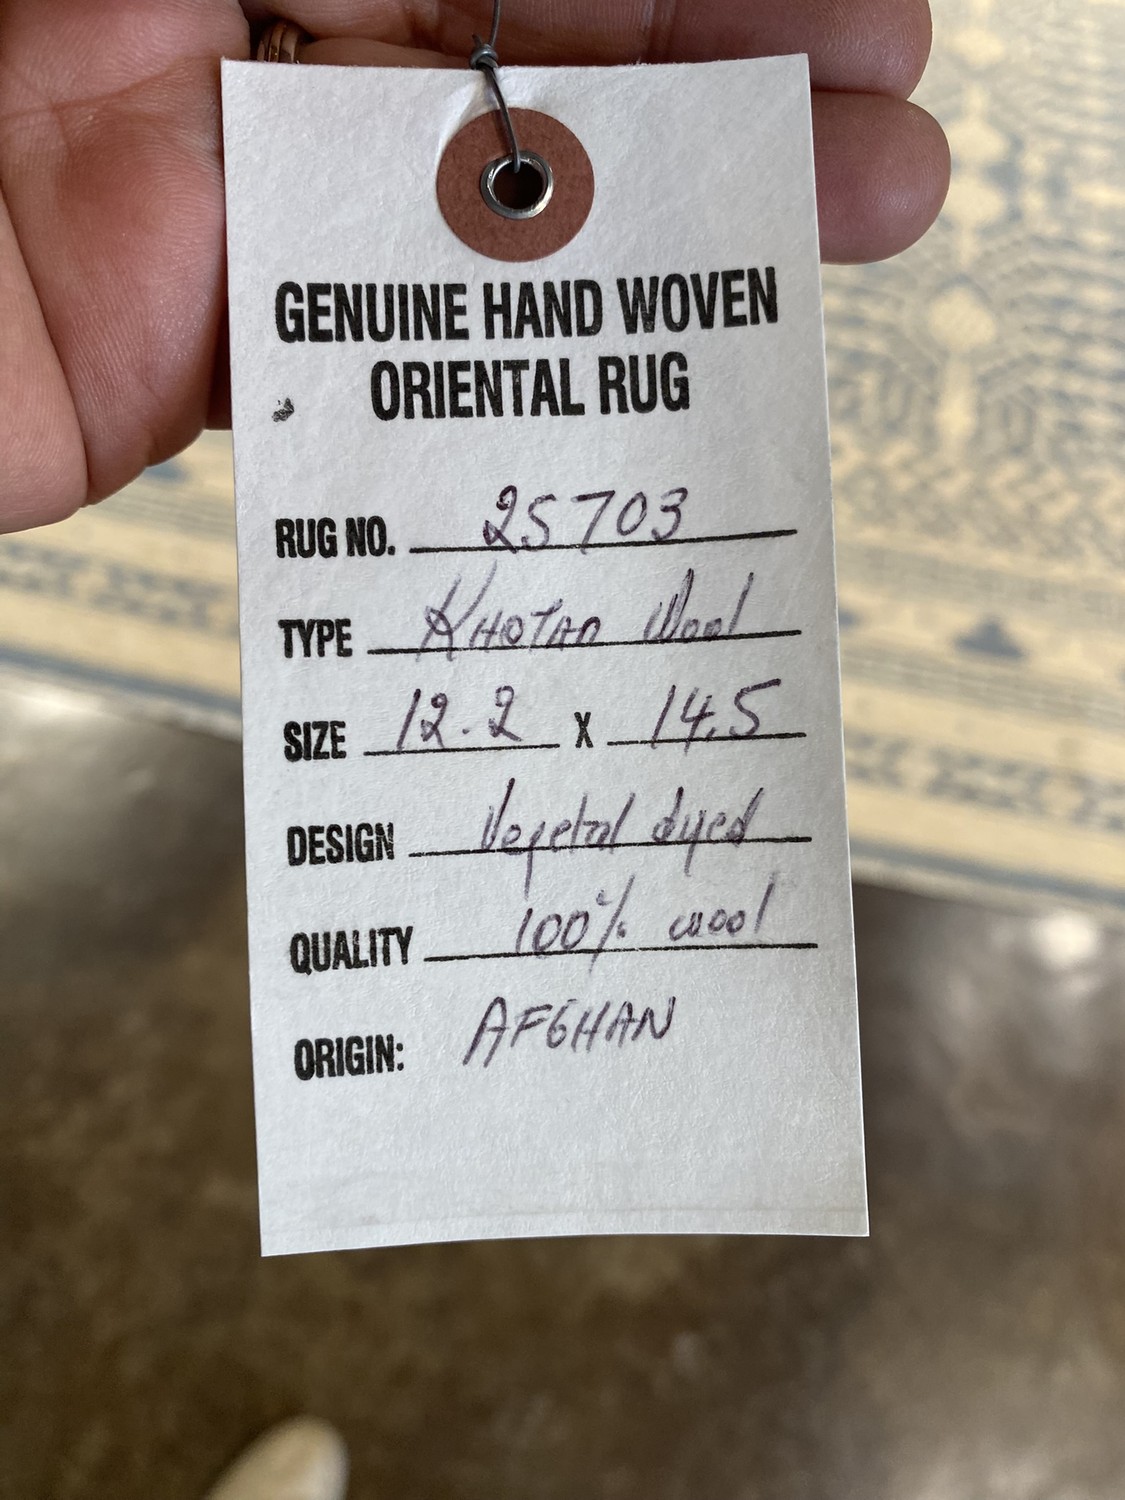 GENUINE HAND WOVEN
ORIENTAL RUG
RUG NO. 25703
TYPE KHOTAN Wool
SIZE 12.2 X 14.5
DESIGN Vegetal dyed
QUALITY 100% wool
ORIGIN: AFGHAN